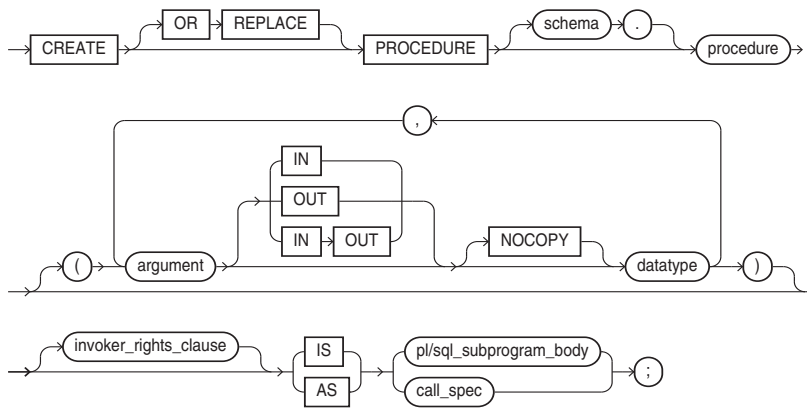 OR REPLACE schema .
CREATE PROCEDURE procedure
,
IN
OUT
IN OUT NOCOPY
( argument datatype )
invoker_rights_clause IS pl/sql_subprogram_body
AS call_spec ;